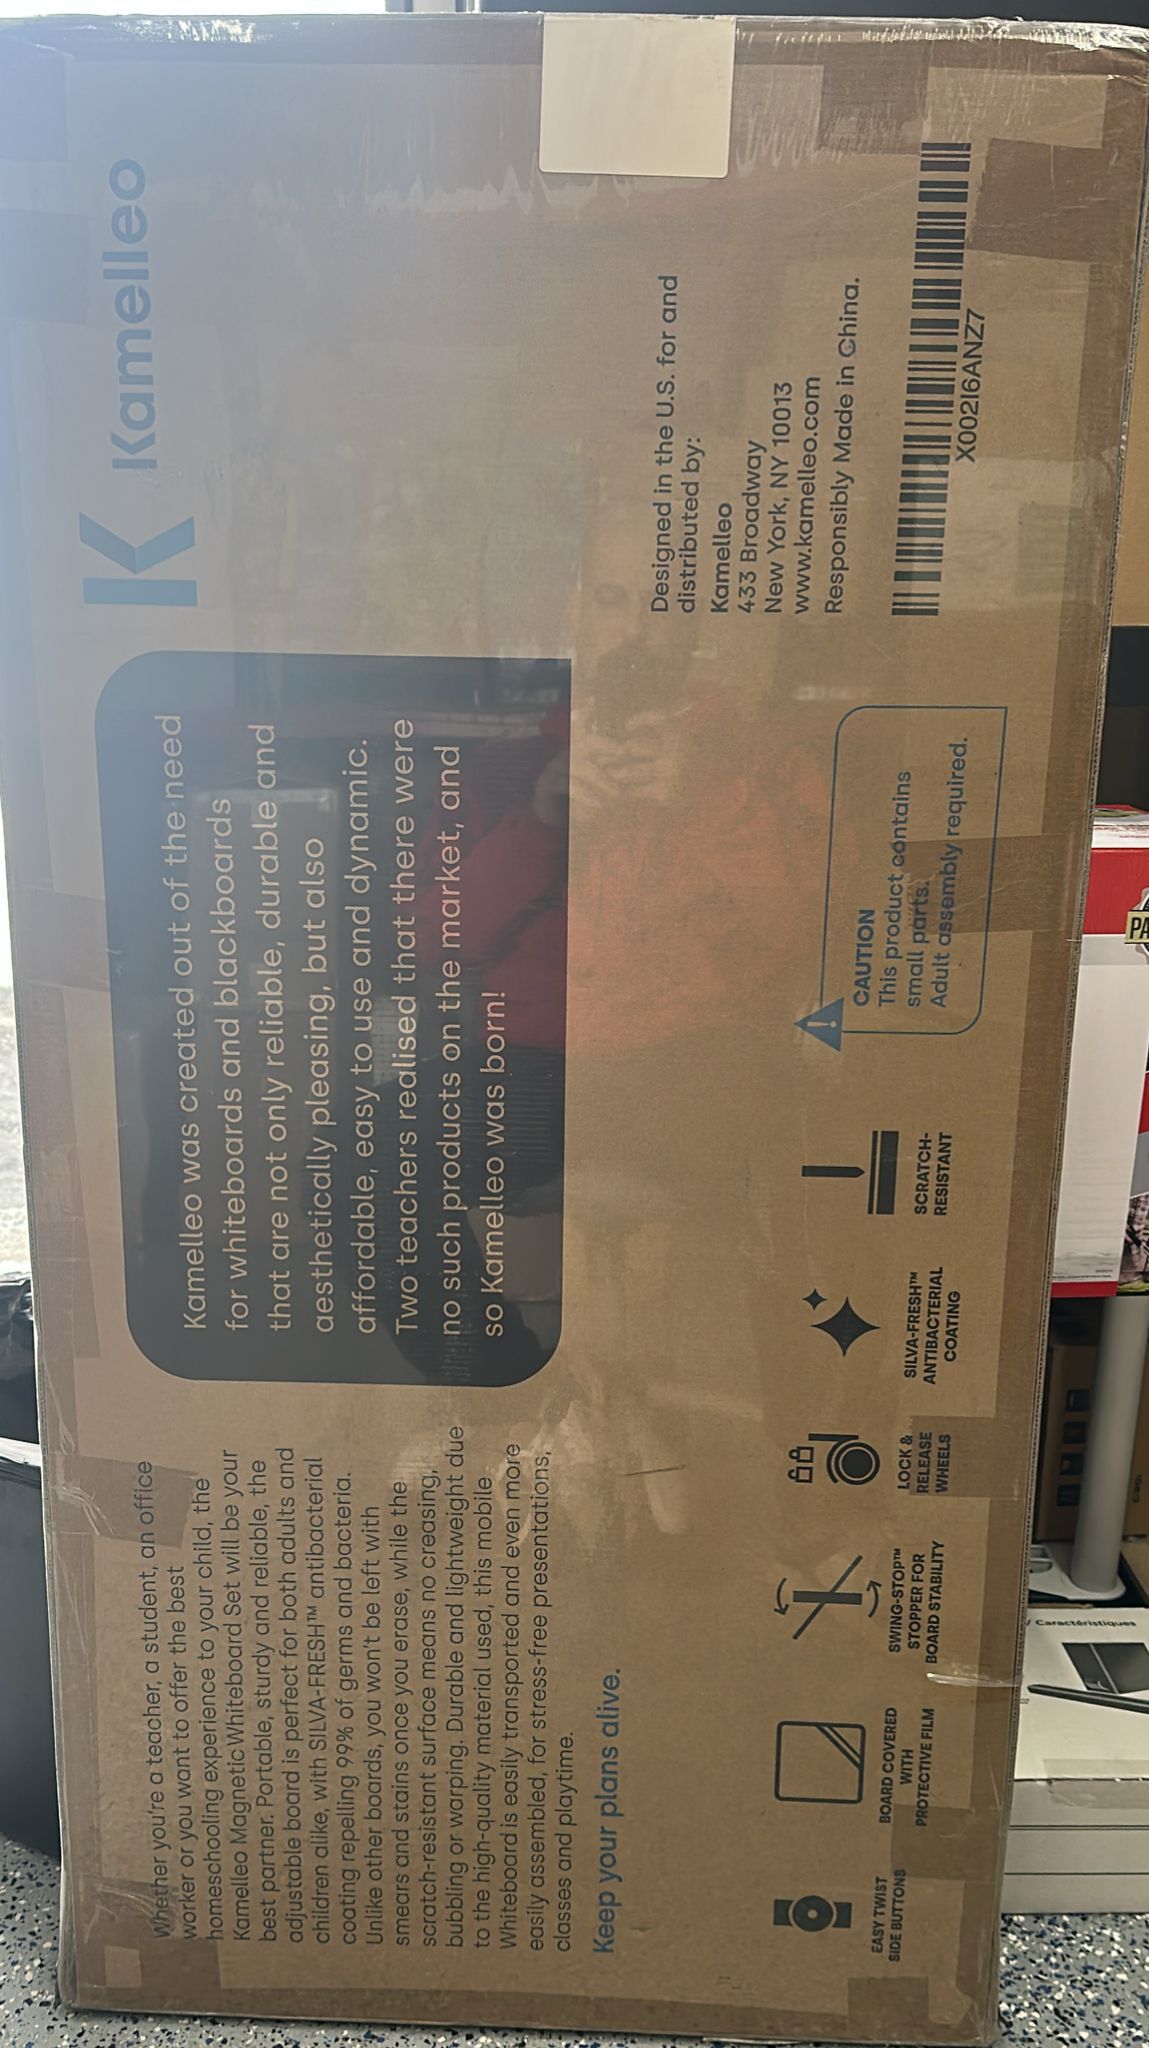 K Kamelleo
Whether you're a teacher, a student, an office
worker or you want to offer the best
homeschooling experience to your child, the
Kamelleo Magnetic Whiteboard Set will be your
best partner. Portable, sturdy and reliable, the
adjustable board is perfect for both adults and
children alike, with SILVA-FRESH™ antibacterial
coating repelling 99% of germs and bacteria.
Unlike other boards, you won't be left with
smears and stains once you erase, while the
scratch-resistant surface means no creasing,
bubbling or warping. Durable and lightweight due
to the high-quality material used, this mobile
Whiteboard is easily transported and even more
easily assembled, for stress-free presentations,
classes and playtime.
Keep your plans alive.
Kamelleo was created out of the need
for whiteboards and blackboards
that are not only reliable, durable and
aesthetically pleasing, but also
affordable, easy to use and dynamic.
Two teachers realised that there were
no such products on the market, and
so Kamelleo was born!
Designed in the U.S. for and
distributed by:
Kamelleo
433 Broadway
New York, NY 10013
www.kamelleo.com
Responsibly Made in China.
EASY TWIST
SIDE BUTTONS
BOARD COVERED
WITH
PROTECTIVE FILM
SWING-STOP™
STOPPER FOR
BOARD STABILITY
LOCK &
RELEASE
WHEELS
SILVA-FRESH™
ANTIBACTERIAL
COATING
SCRATCH-
RESISTANT
CAUTION
This product contains
small parts.
Adult assembly required.
X002I6ANZ7
PA
/ Caractéristiques